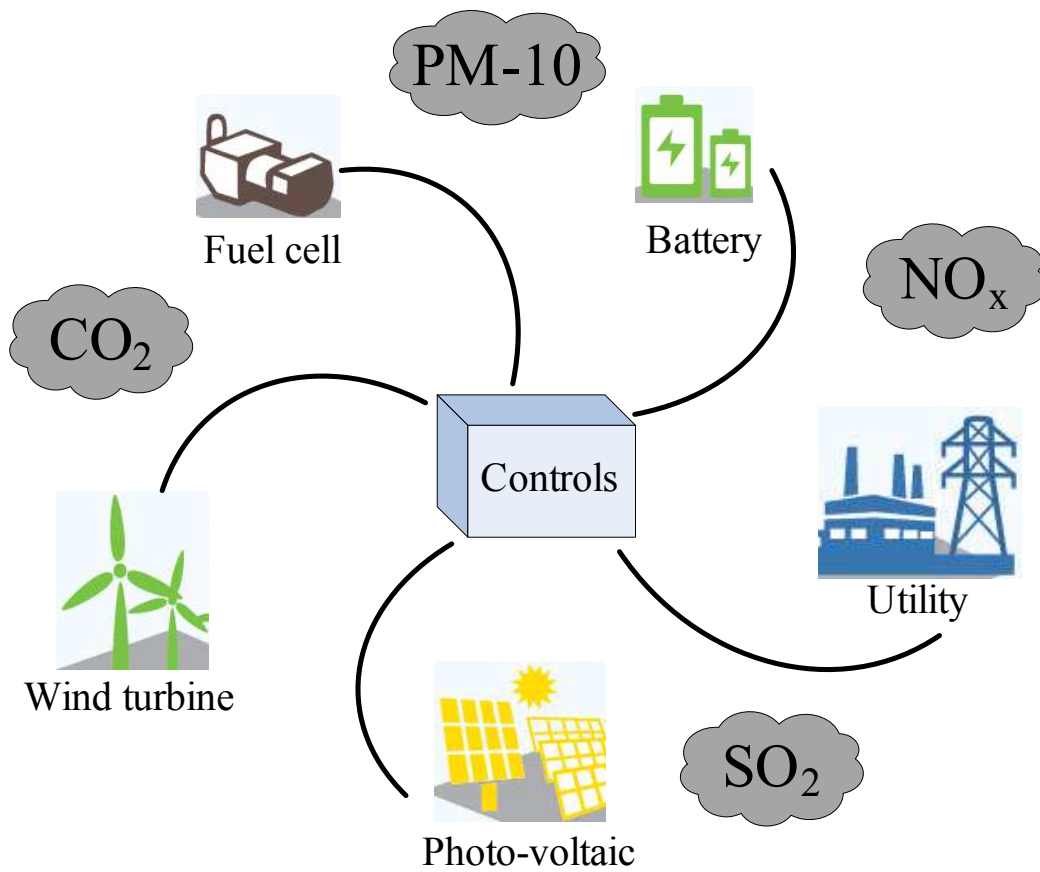 PM-10
Fuel cell
Battery
NOₓ
CO₂
Controls
Utility
Wind turbine
SO₂
Photo-voltaic